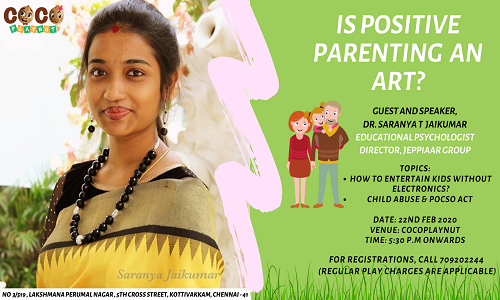 COCO
PLAYNUT
IS POSITIVE
PARENTING AN
ART?
GUEST AND SPEAKER,
DR. SARANYA T JAIKUMAR
EDUCATIONAL PSYCHOLOGIST
DIRECTOR, JEPPIAAR GROUP
TOPICS:
• HOW TO ENTERTAIN KIDS WITHOUT
ELECTRONICS?
• CHILD ABUSE & POCSO ACT
DATE: 22ND FEB 2020
VENUE: COCOPLAYNUT
TIME: 5:30 P.M ONWARDS
FOR REGISTRATIONS, CALL 709202244
(REGULAR PLAY CHARGES ARE APPLICABLE)
Saranya Jaikumar
NO 3/519, LAKSHMANA PERUMAL NAGAR, 5TH CROSS STREET, KOTTIVAKKAM, CHENNAI - 41